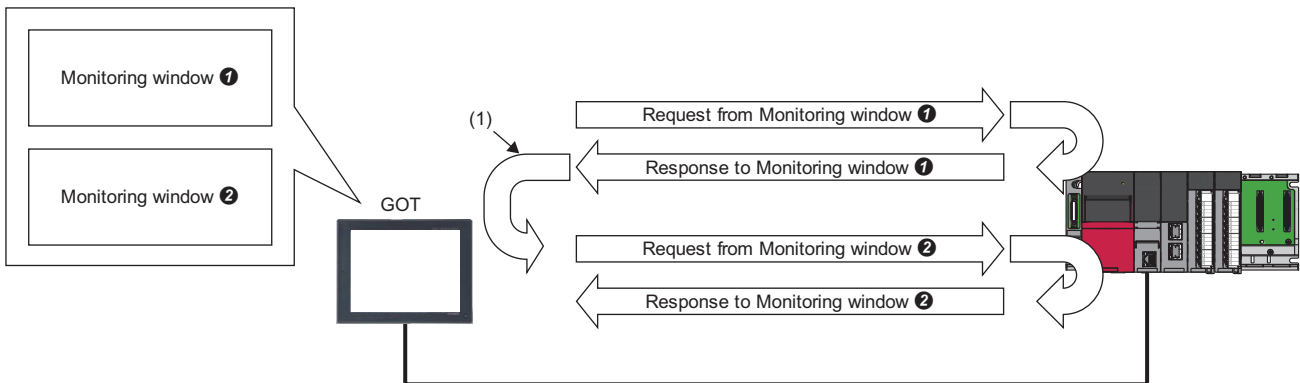 Monitoring window ❶
Monitoring window ❷
GOT
(1)
Request from Monitoring window ❶
Response to Monitoring window ❶
Request from Monitoring window ❷
Response to Monitoring window ❷